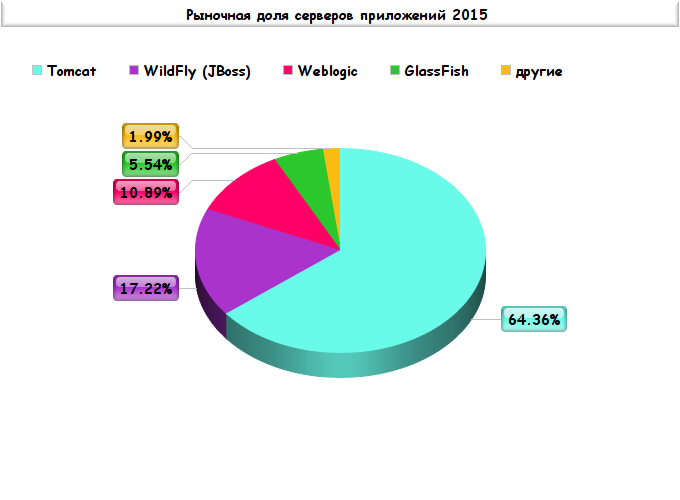 Рыночная доля серверов приложений 2015
Tomcat WildFly (JBoss) Weblogic GlassFish другие
1.99%
5.54%
10.89%
17.22%
64.36%